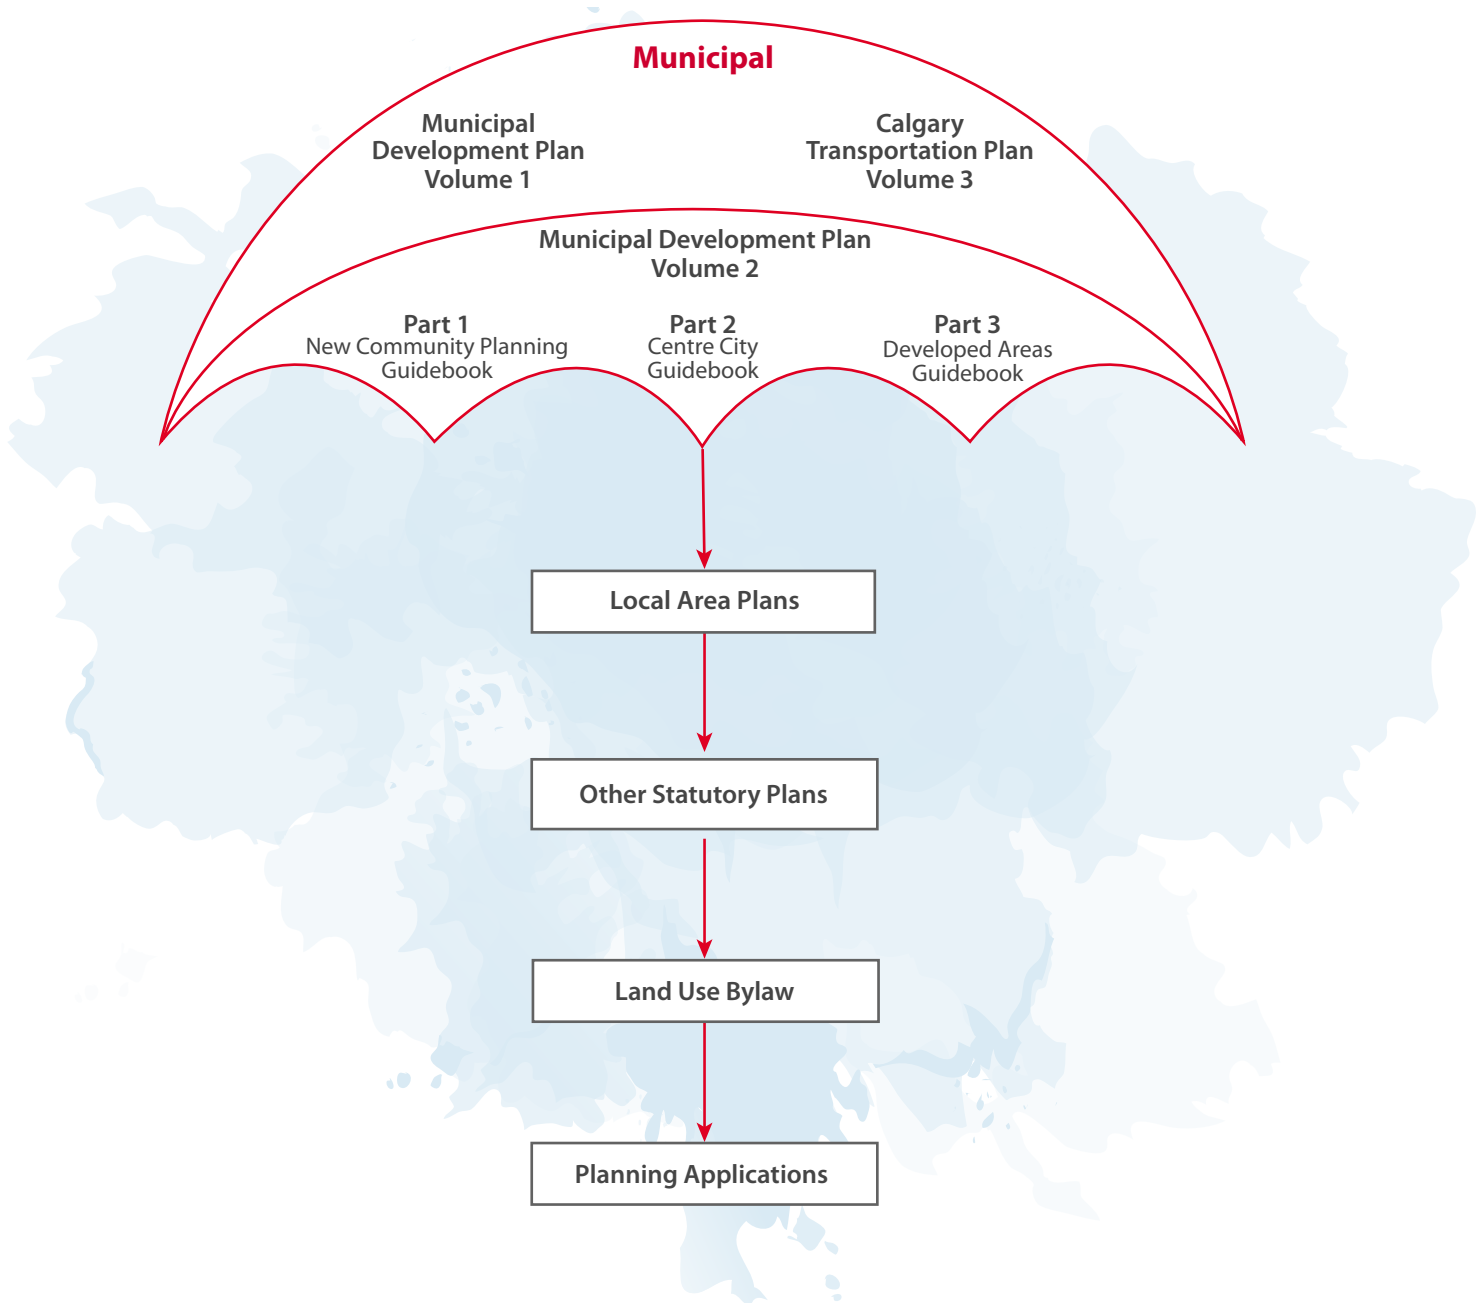 Municipal
Municipal
Development Plan
Volume 1
Calgary
Transportation Plan
Volume 3
Municipal Development Plan
Volume 2
Part 1
New Community Planning
Guidebook
Part 2
Centre City
Guidebook
Part 3
Developed Areas
Guidebook
Local Area Plans
Other Statutory Plans
Land Use Bylaw
Planning Applications